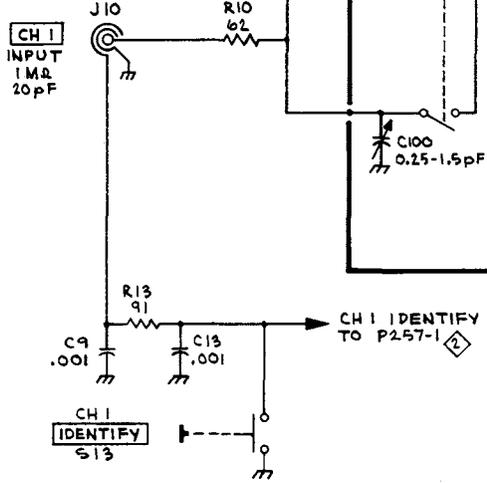 J10
R10
62
CH 1
INPUT
1MΩ
20pF
C100
0.25-1.5pF
R13
91
CH 1 IDENTIFY
TO P257-1 2
C9
.001
C13
.001
CH 1
IDENTIFY
S13